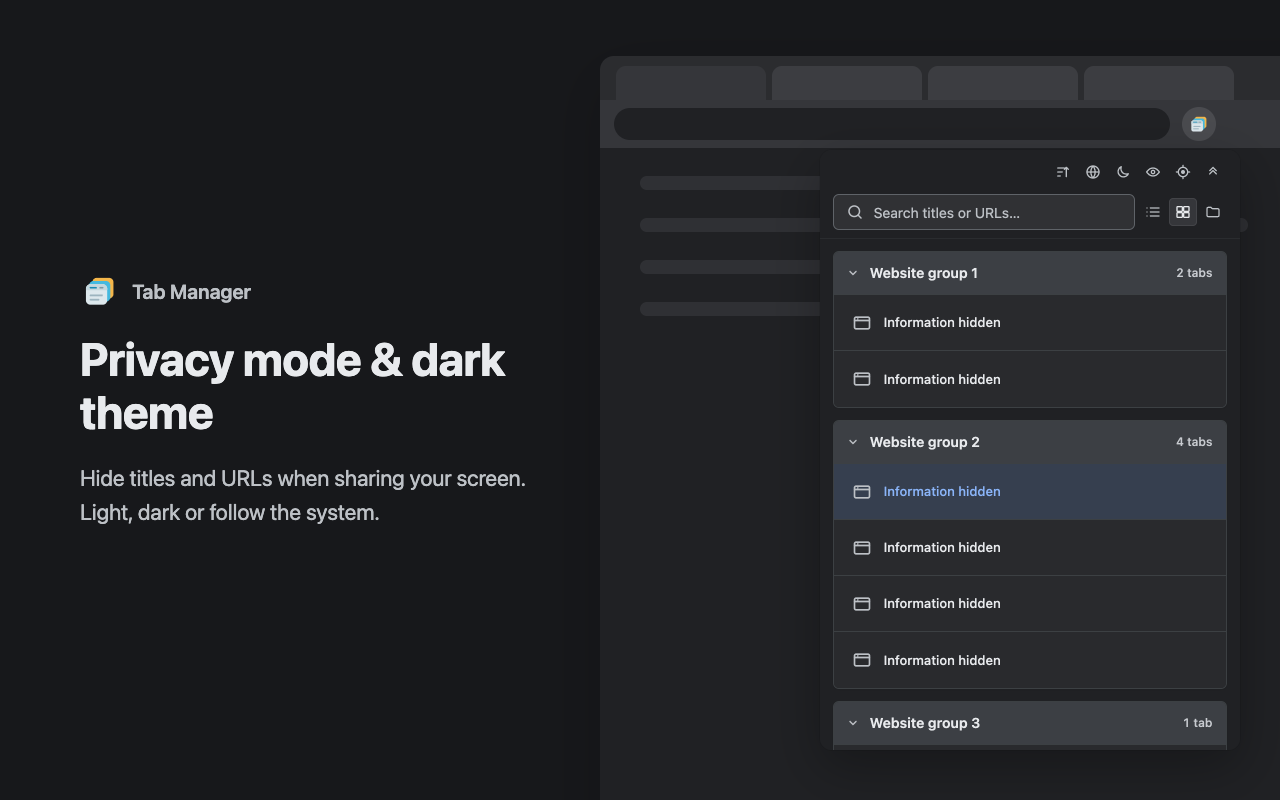 Tab Manager
Privacy mode & dark
theme
Hide titles and URLs when sharing your screen.
Light, dark or follow the system.
Search titles or URLs...
Website group 1 2 tabs
Information hidden
Information hidden
Website group 2 4 tabs
Information hidden
Information hidden
Information hidden
Information hidden
Website group 3 1 tab